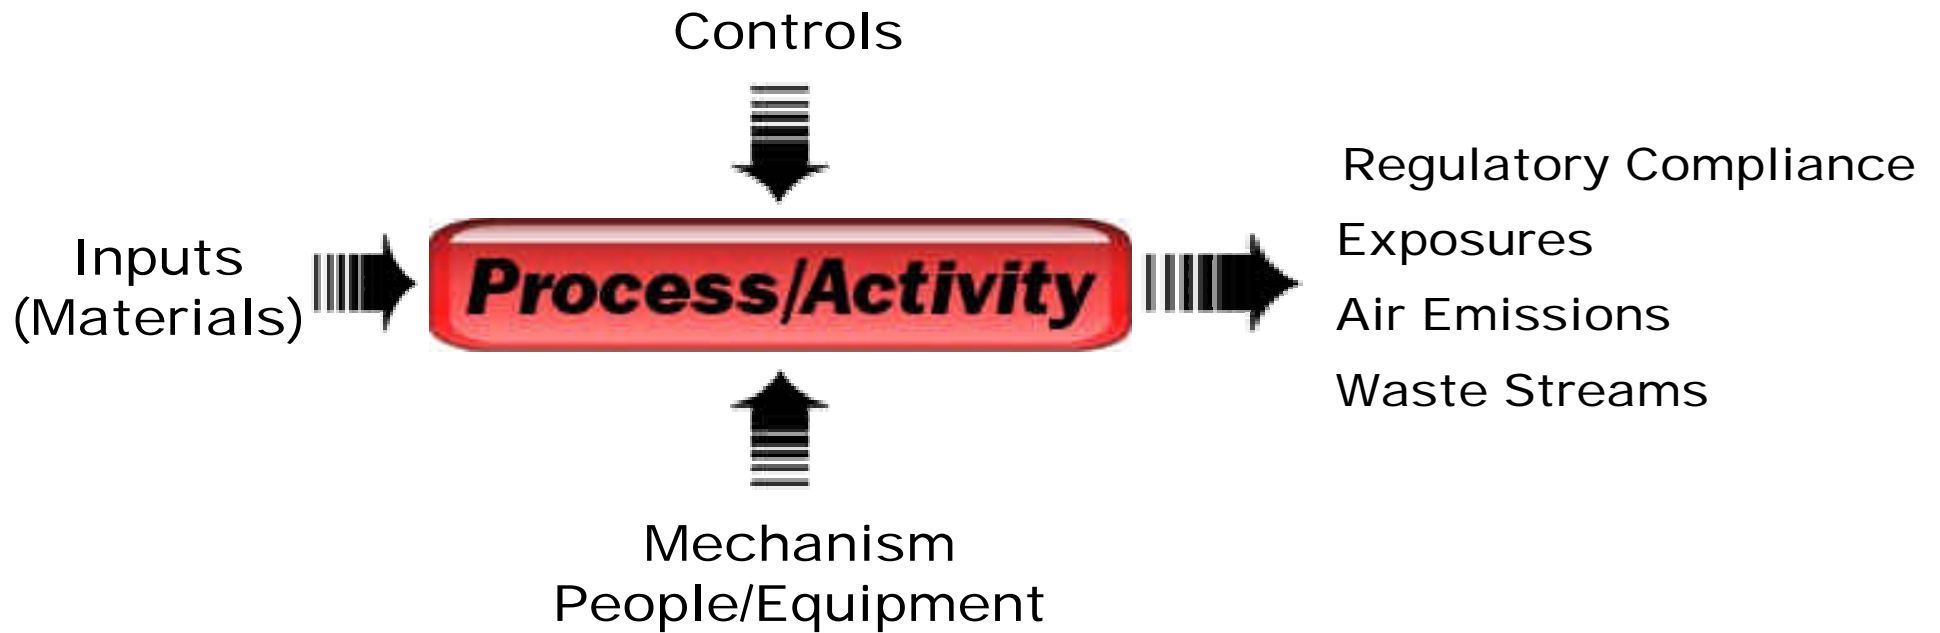 Controls
Inputs
(Materials)
Process/Activity
Regulatory Compliance
Exposures
Air Emissions
Waste Streams
Mechanism
People/Equipment